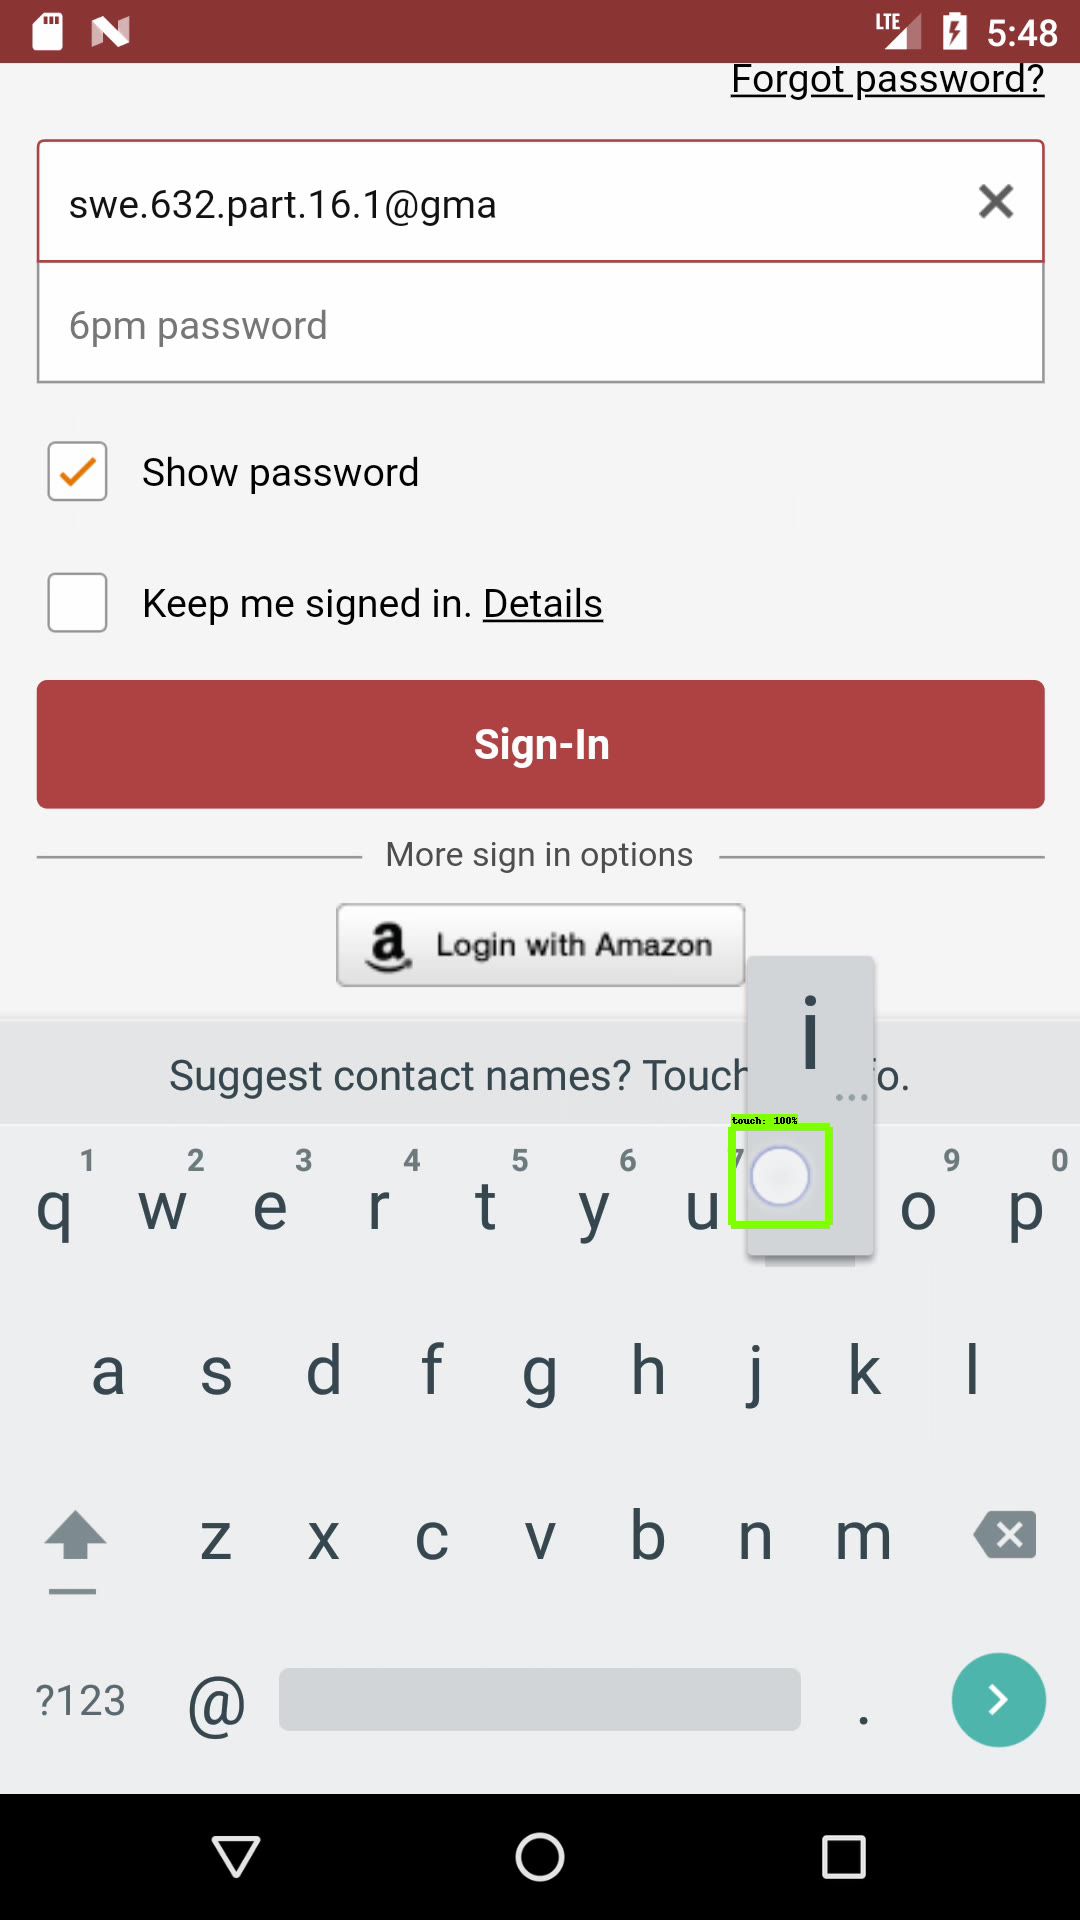 LTE 5:48
Forgot password?
swe.632.part.16.1@gma
6pm password
Show password
Keep me signed in. Details
Sign-In
More sign in options
a Login with Amazon
i
Suggest contact names? Touch fo.
touch: 100%
1 2 3 4 5 6 7 9 0
q w e r t y u o p
a s d f g h j k l
z x c v b n m
?123 @ .